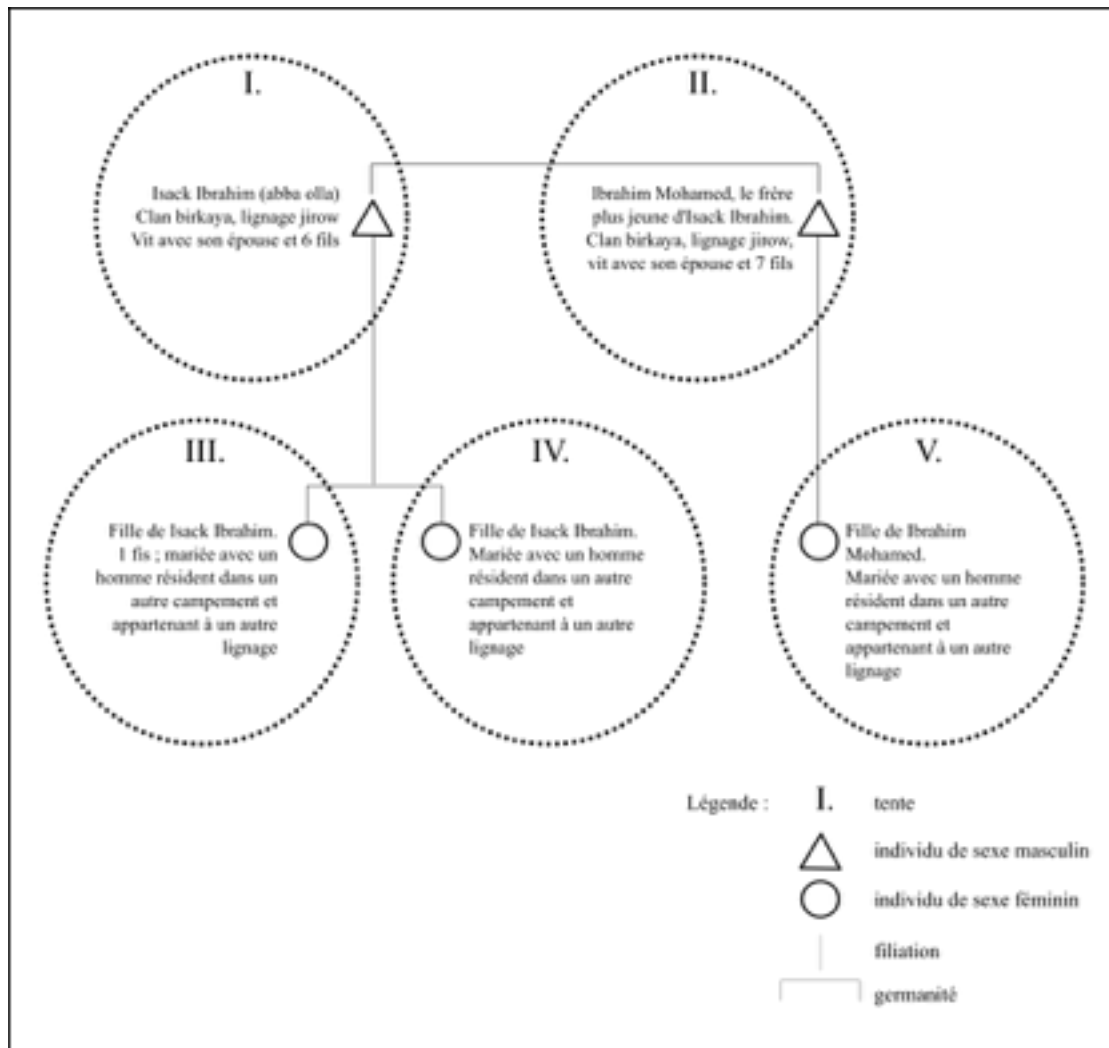 I.
Isack Ibrahim (abba olla)
Clan birkaya, lignage jirow
Vit avec son épouse et 6 fils
II.
Ibrahim Mohamed, le frère
plus jeune d'Isack Ibrahim.
Clan birkaya, lignage jirow,
vit avec son épouse et 7 fils
III.
Fille de Isack Ibrahim.
1 fis ; mariée avec un
homme résident dans un
autre campement et
appartenant à un autre
lignage
IV.
Fille de Isack Ibrahim.
Mariée avec un homme
résident dans un autre
campement et
appartenant à un autre
lignage
V.
Fille de Ibrahim
Mohamed.
Mariée avec un homme
résident dans un autre
campement et
appartenant à un autre
lignage
Légende : I. tente
individu de sexe masculin
individu de sexe féminin
filiation
germanité